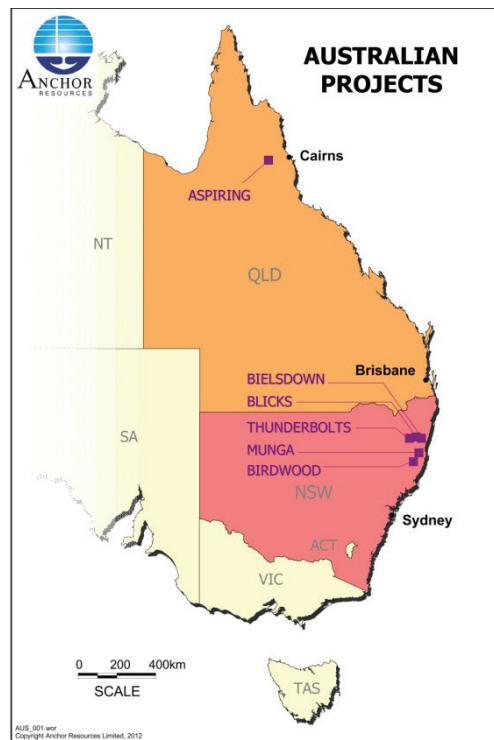 ANCHOR
RESOURCES
AUSTRALIAN
PROJECTS
Cairns
ASPIRING
NT
QLD
Brisbane
BIELSDOWN
BLICKS
THUNDERBOLTS
SA
MUNGA
BIRDWOOD
NSW
Sydney
ACT
VIC
0 200 400km
SCALE
TAS
AUS_001.wor
Copyright Anchor Resources Limited, 2012